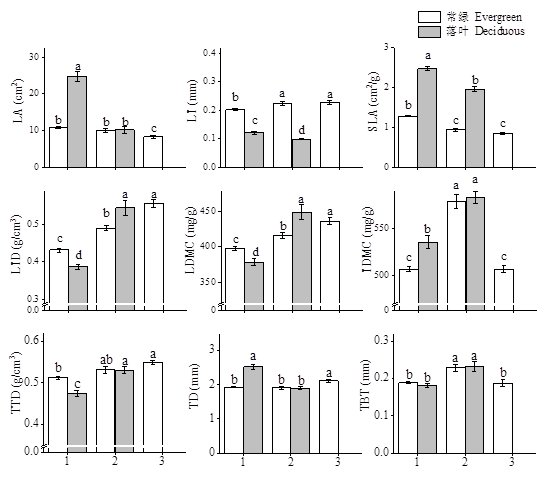 常绿 Evergreen
落叶 Deciduous
LA (cm²)
30
20
10
0
b
a
b
b
c
LT (mm)
0.4
0.3
0.2
0.1
0.0
b
c
a
d
a
SLA (cm²/g)
3
2
1
0
b
a
c
b
c
LTD (g/cm³)
0.5
0.4
0.3
0.0
c
d
b
a
a
LDMC (mg/g)
450
400
350
0
c
d
b
a
a
TDMC (mg/g)
550
500
0
c
b
a
a
c
TTD (g/cm³)
0.6
0.5
0.4
0.0
b
c
ab
a
a
1
2
3
TD (mm)
3
2
1
0
b
a
b
b
b
1
2
3
TBT (mm)
0.3
0.2
0.1
0.0
b
b
a
a
b
1
2
3